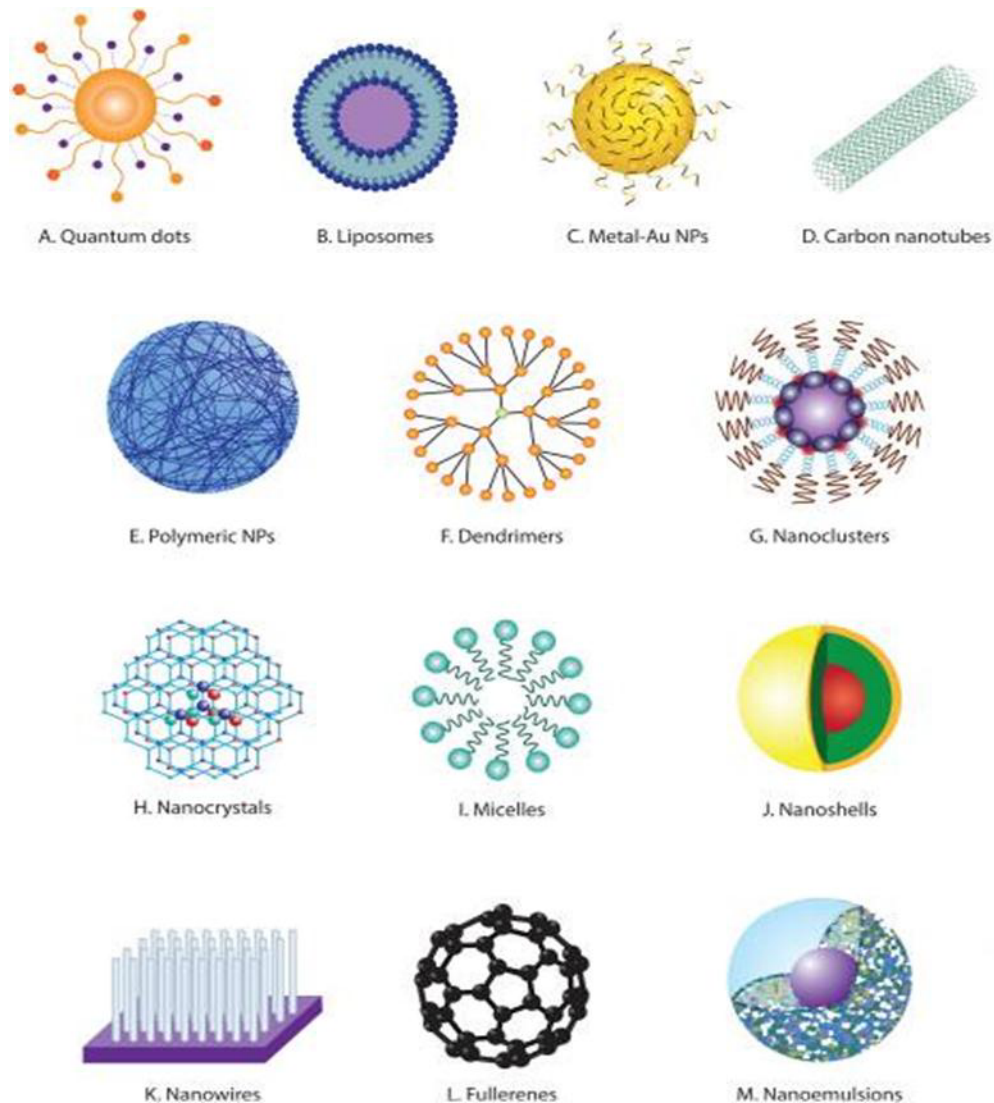 A. Quantum dots
B. Liposomes
C. Metal-Au NPs
D. Carbon nanotubes
E. Polymeric NPs
F. Dendrimers
G. Nanoclusters
H. Nanocrystals
I. Micelles
J. Nanoshells
K. Nanowires
L. Fullerenes
M. Nanoemulsions